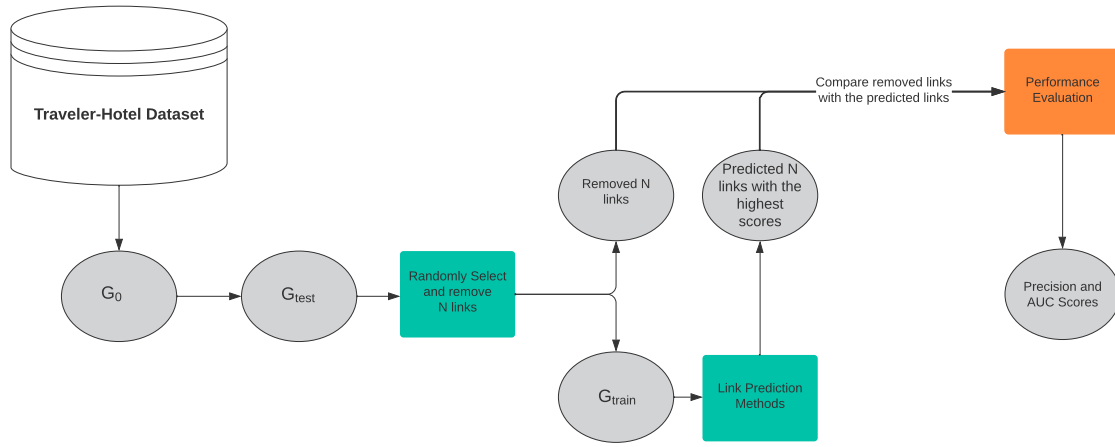 Traveler-Hotel Dataset
G0
Gtest
Randomly Select
and remove
N links
Removed N
links
Predicted N
links with the
highest
scores
Compare removed links
with the predicted links
Performance
Evaluation
Precision and
AUC Scores
Gtrain
Link Prediction
Methods